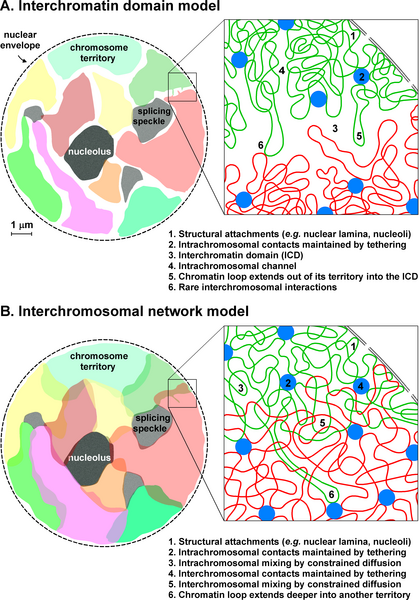 A. Interchromatin domain model
nuclear
envelope
chromosome
territory
splicing
speckle
nucleolus
1 μm
1
2
4
3
5
6
1. Structural attachments (e.g. nuclear lamina, nucleoli)
2. Intrachromosomal contacts maintained by tethering
3. Interchromatin domain (ICD)
4. Intrachromosomal channel
5. Chromatin loop extends out of its territory into the ICD
6. Rare interchromosomal interactions
B. Interchromosomal network model
chromosome
territory
splicing
speckle
nucleolus
1
2
4
3
5
6
1. Structural attachments (e.g. nuclear lamina, nucleoli)
2. Intrachromosomal contacts maintained by tethering
3. Intrachromosomal mixing by constrained diffusion
4. Interchromosomal contacts maintained by tethering
5. Interchromosomal mixing by constrained diffusion
6. Chromatin loop extends deeper into another territory